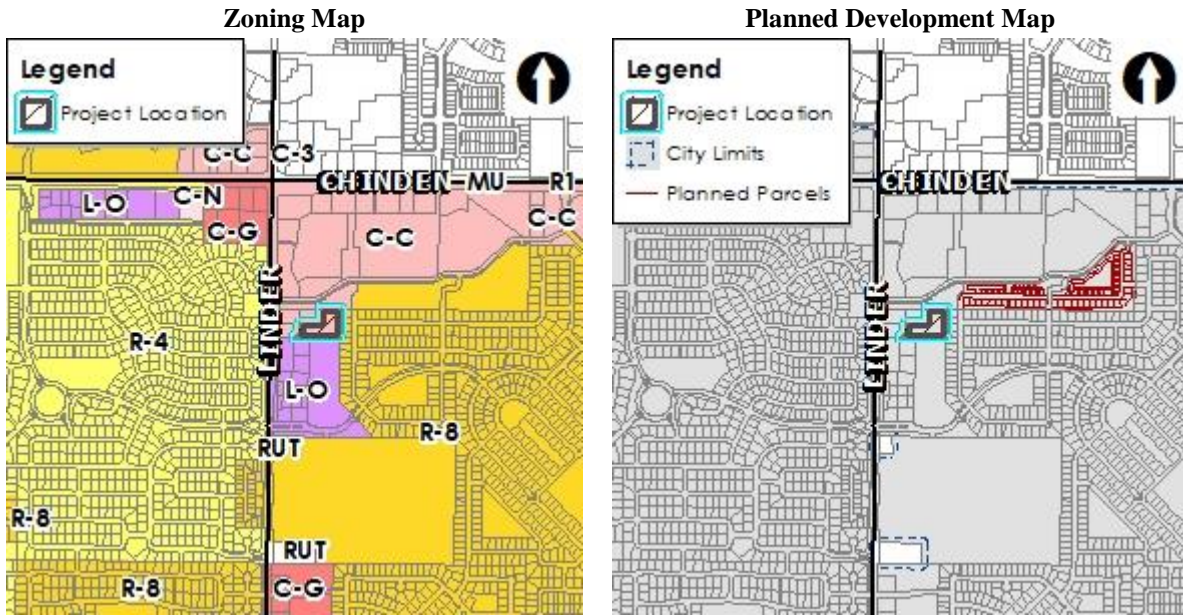 Zoning Map
Legend
Project Location
C-C
C-3
CHINDEN
MU
R1
L-O
C-N
C-G
C-C
C-C
LINDER
R-4
L-O
R-8
RUT
R-8
RUT
C-G
R-8
Planned Development Map
Legend
Project Location
City Limits
Planned Parcels
CHINDEN
LINDER